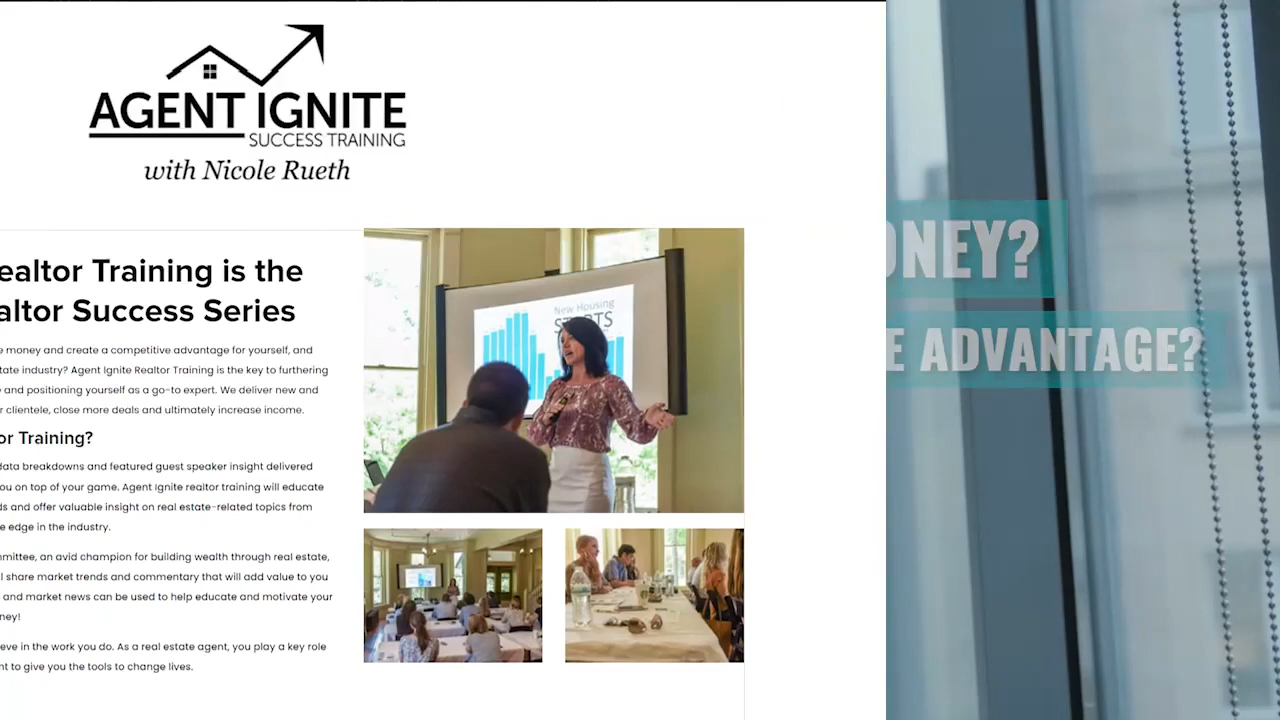 AGENT IGNITE
SUCCESS TRAINING
with Nicole Rueth
ealtor Training is the
altor Success Series
e money and create a competitive advantage for yourself, and
tate industry? Agent Ignite Realtor Training is the key to furthering
e and positioning yourself as a go-to expert. We deliver new and
r clientele, close more deals and ultimately increase income.
or Training?
data breakdowns and featured guest speaker insight delivered
ou on top of your game. Agent Ignite realtor training will educate
ds and offer valuable insight on real estate-related topics from
e edge in the industry.
mmittee, an avid champion for building wealth through real estate,
l share market trends and commentary that will add value to you
and market news can be used to help educate and motivate your
ney!
eve in the work you do. As a real estate agent, you play a key role
nt to give you the tools to change lives.
New Housing
STARTS
ONEY?
E ADVANTAGE?